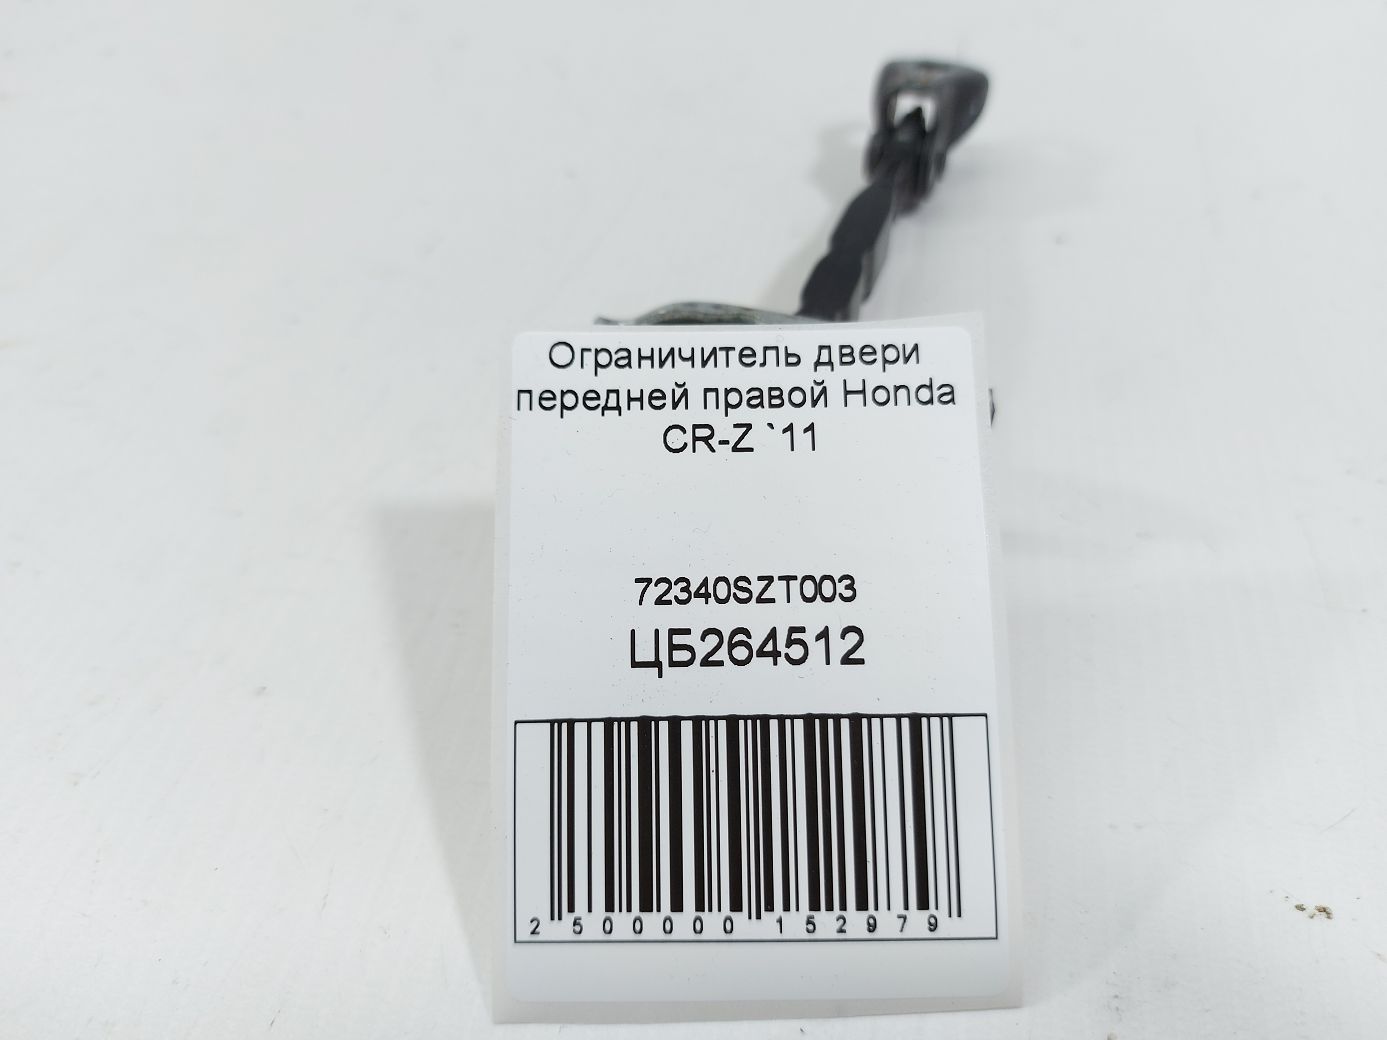 Ограничитель двери
передней правой Honda
CR-Z `11
72340SZT003
ЦБ264512
2 500000 152979